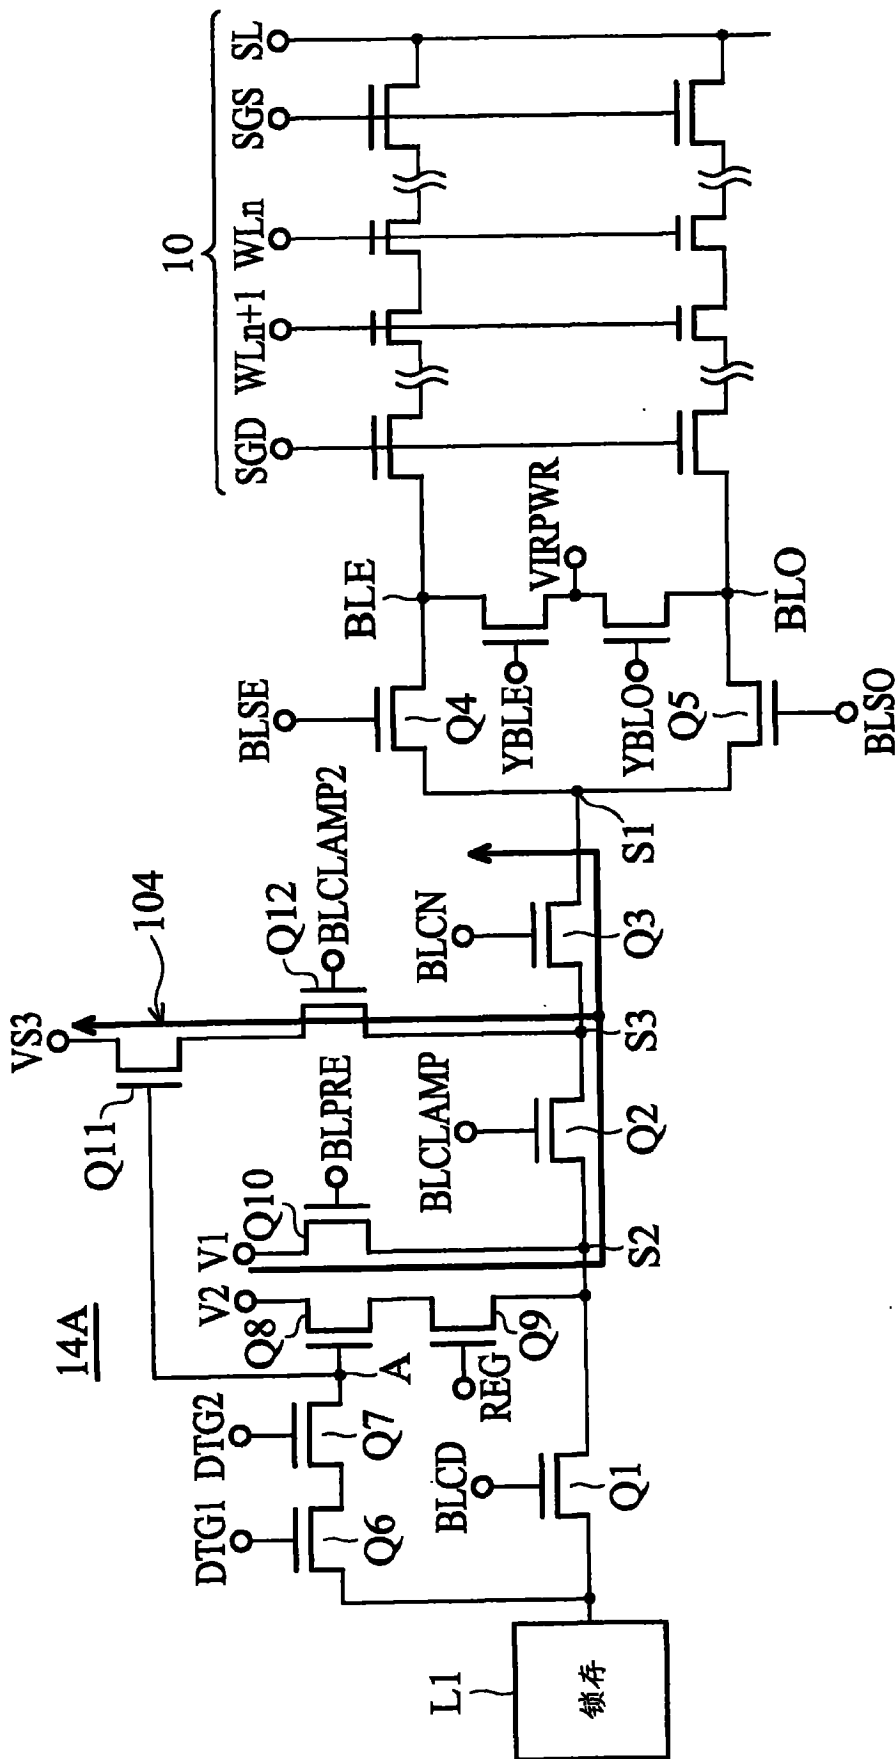 14A
10
SGD
WLn+1
WLn
SGS
SL
VS3
104
Q11
Q12
BLCLAMP2
V1
V2
Q10
BLPRE
Q8
DTG1
DTG2
Q6
Q7
A
REG
Q9
BLCD
Q1
S2
BLCLAMP
Q2
S3
BLCN
Q3
S1
BLSE
Q4
BLE
YBLE
VIRPWR
YBLO
Q5
BLSO
BLO
L1
锁存